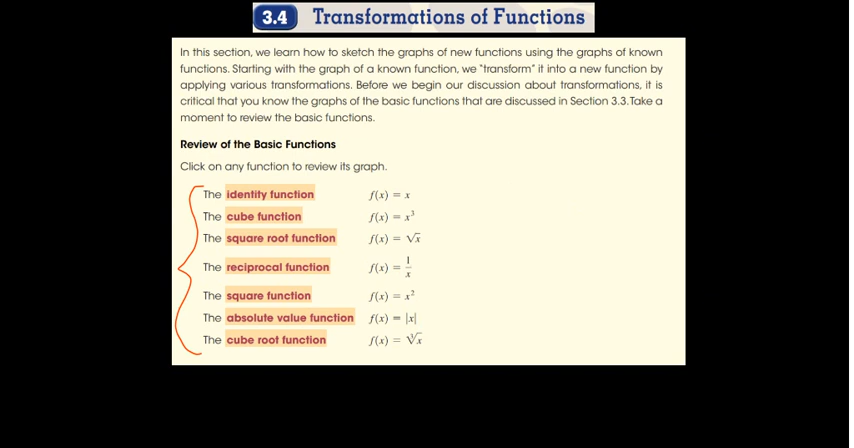 3.4 Transformations of Functions
In this section, we learn how to sketch the graphs of new functions using the graphs of known
functions. Starting with the graph of a known function, we “transform” it into a new function by
applying various transformations. Before we begin our discussion about transformations, it is
critical that you know the graphs of the basic functions that are discussed in Section 3.3.Take a
moment to review the basic functions.
Review of the Basic Functions
Click on any function to review its graph.
The identity function f(x) = x
The cube function f(x) = x³
The square root function f(x) = √x
The reciprocal function f(x) = 1/x
The square function f(x) = x²
The absolute value function f(x) = |x|
The cube root function f(x) = ∛x